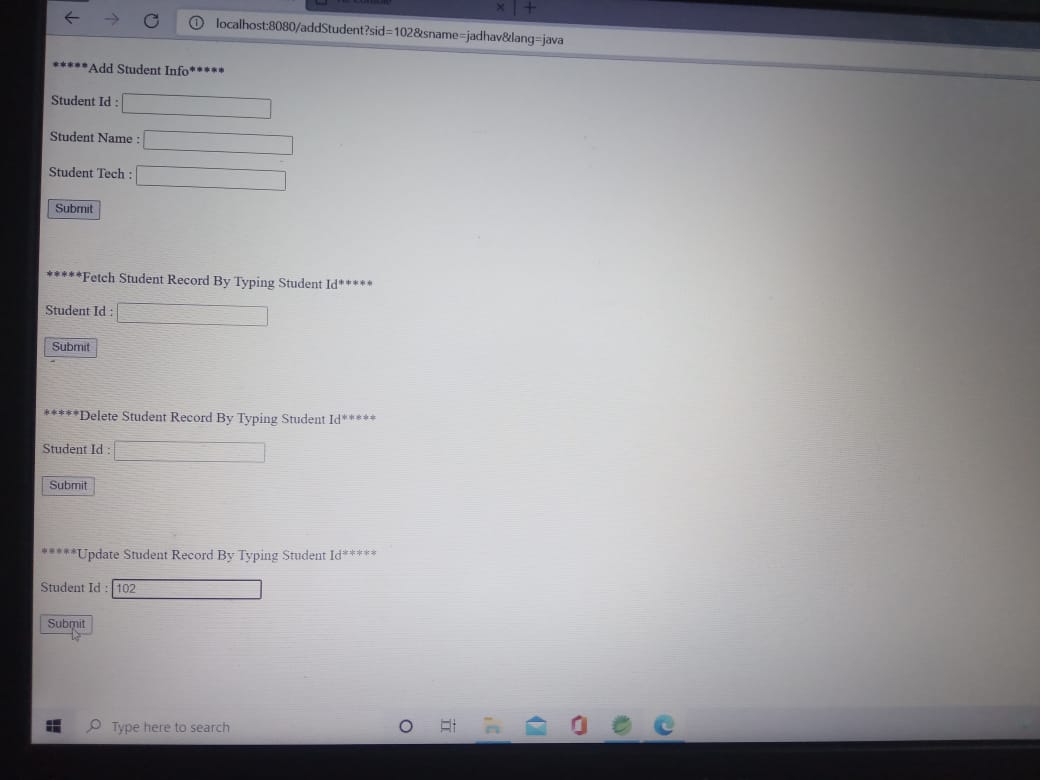 localhost:8080/addStudent?sid=102&sname=jadhav&lang=java
*****Add Student Info*****
Student Id :
Student Name :
Student Tech :
Submit
*****Fetch Student Record By Typing Student Id*****
Student Id :
Submit
*****Delete Student Record By Typing Student Id*****
Student Id :
Submit
*****Update Student Record By Typing Student Id*****
Student Id : 102
Submit
Type here to search